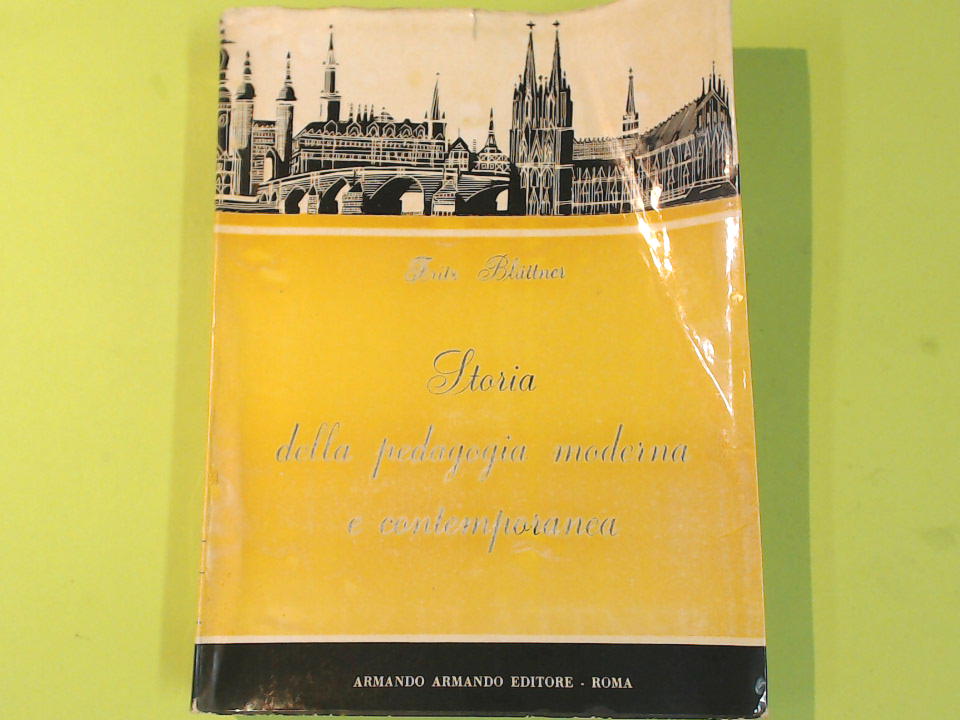 Fritz Blättner
Storia
della pedagogia moderna
e contemporanea
ARMANDO ARMANDO EDITORE - ROMA